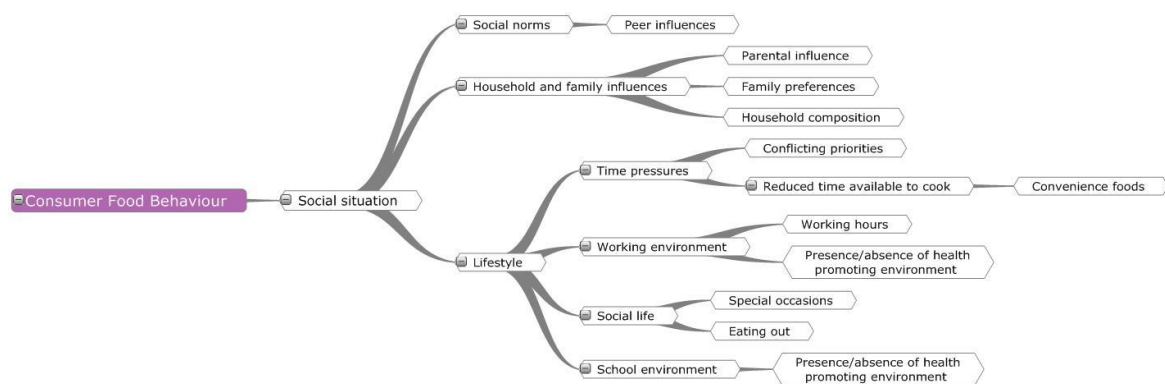 Social norms
Peer influences
Parental influence
Household and family influences
Family preferences
Household composition
Conflicting priorities
Time pressures
Reduced time available to cook
Convenience foods
Consumer Food Behaviour
Social situation
Working hours
Working environment
Lifestyle
Presence/absence of health
promoting environment
Special occasions
Social life
Eating out
School environment
Presence/absence of health
promoting environment